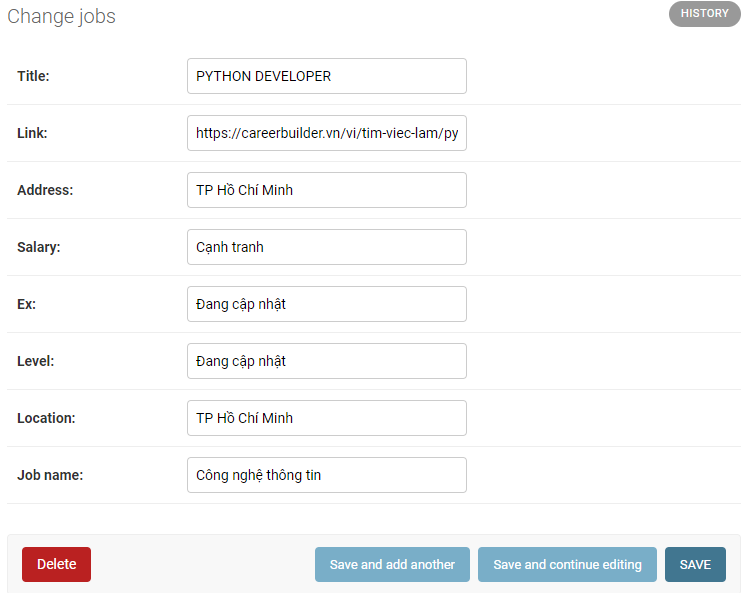 Change jobs
HISTORY
Title: PYTHON DEVELOPER
Link: https://careerbuilder.vn/vi/tim-viec-lam/py
Address: TP Hồ Chí Minh
Salary: Cạnh tranh
Ex: Đang cập nhật
Level: Đang cập nhật
Location: TP Hồ Chí Minh
Job name: Công nghệ thông tin
Delete Save and add another Save and continue editing SAVE